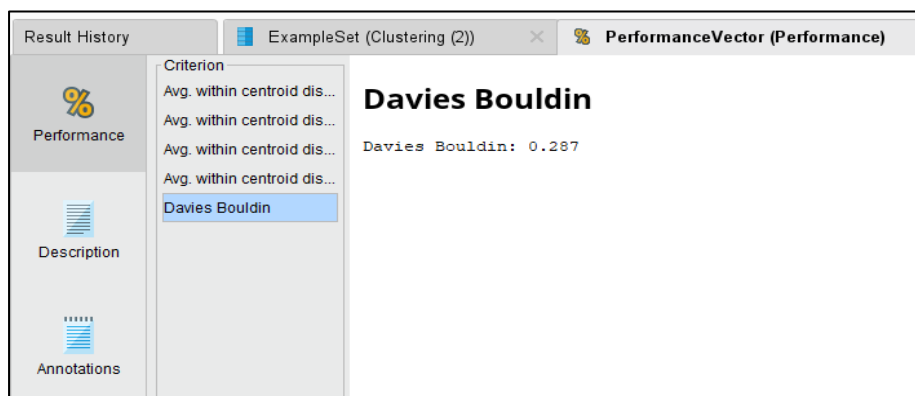 Result History
ExampleSet (Clustering (2))
PerformanceVector (Performance)
%
Performance
Description
Annotations
Criterion
Avg. within centroid dis...
Avg. within centroid dis...
Avg. within centroid dis...
Avg. within centroid dis...
Davies Bouldin
Davies Bouldin
Davies Bouldin: 0.287